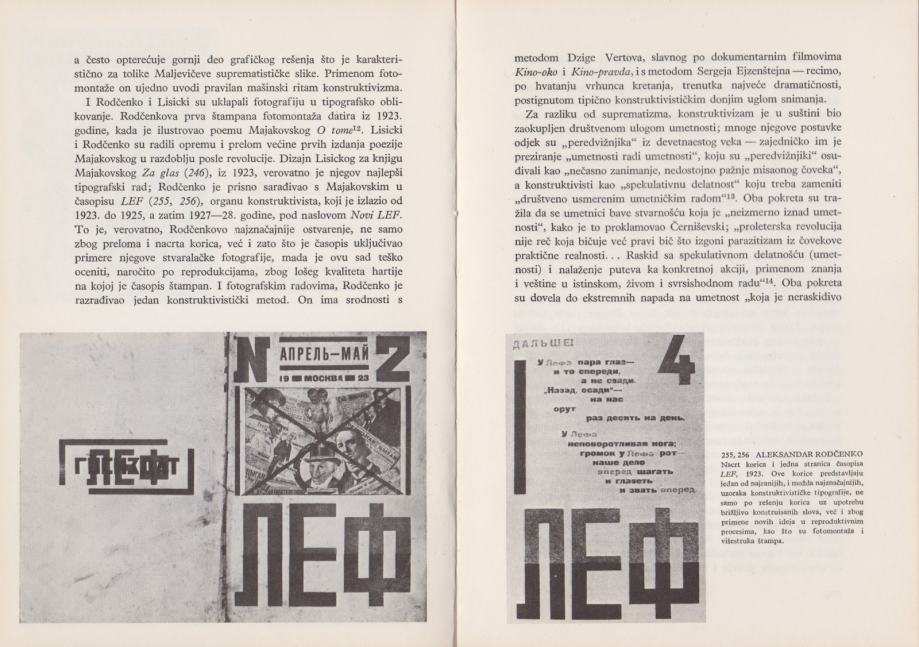 a često opterećuje gornji deo grafičkog rešenja što je karakteri-
stično za tolike Maljevičeve suprematističke slike. Primenom foto-
montaže on ujedno uvodi pravilan mašinski ritam konstruktivizma.
I Rodčenko i Lisicki su uklapali fotografiju u tipografsko obli-
kovanje. Rodčenkova prva štampana fotomontaža datira iz 1923.
godine, kada je ilustrovao poemu Majakovskog O tome¹². Lisicki
i Rodčenko su radili opremu i prelom većine prvih izdanja poezije
Majakovskog u razdoblju posle revolucije. Dizajn Lisickog za knjigu
Majakovskog Za glas (246), iz 1923, verovatno je njegov najlepši
tipografski rad; Rodčenko je prisno sarađivao s Majakovskim u
časopisu LEF (255, 256), organu konstruktivista, koji je izlazio od
1923. do 1925, a zatim 1927—28. godine, pod naslovom Novi LEF.
To je, verovatno, Rodčenkovo najznačajnije ostvarenje, ne samo
zbog preloma i nacrta korica, već i zato što je časopis uključivao
primere njegove stvaralačke fotografije, mada je ovu sad teško
oceniti, naročito po reprodukcijama, zbog lošeg kvaliteta hartije
na kojoj je časopis štampan. I fotografskim radovima, Rodčenko je
razrađivao jedan konstruktivistički metod. On ima srodnosti s
N 2
АПРЕЛЬ—МАЙ
19 МОСКВА 23
ГОСИЗДАТ
ЛЕФ
ЛЕФ
metodom Dzige Vertova, slavnog po dokumentarnim filmovima
Kino-oko i Kino-pravda, i s metodom Sergeja Ejzenštejna — recimo,
po hvatanju vrhunca kretanja, trenutka najveće dramatičnosti,
postignutom tipično konstruktivističkim donjim uglom snimanja.
Za razliku od suprematizma, konstruktivizam je u suštini bio
zaokupljen društvenom ulogom umetnosti; mnoge njegove postavke
odjek su „peredvižnjika“ iz devetnaestog veka — zajedničko im je
preziranje „umetnosti radi umetnosti“, koju su „peredvižnjiki“ osu-
đivali kao „nečasno zanimanje, nedostojno pažnje misaonog čoveka“,
a konstruktivisti kao „spekulativnu delatnost“ koju treba zameniti
„društveno usmerenim umetničkim radom“¹³. Oba pokreta su tra-
žila da se umetnici bave stvarnošću koja je „neizmerno iznad umet-
nosti“, kako je to proklamovao Černiševski; „proleterska revolucija
nije reč koja bičuje već pravi bič što izgoni parazitizam iz čovekove
praktične realnosti... Raskid sa spekulativnom delatnošću (umet-
nosti) i nalaženje puteva ka konkretnoj akciji, primenom znanja
i veštine u istinskom, živom i svrsishodnom radu“¹⁴. Oba pokreta
su dovela do ekstremnih napada na umetnost „koja je neraskidivo
ДАЛЬШЕ!
4
У Лефа пара глаз—
и то спереди,
а не сзади.
„Назад, осади“—
на нас
орут
раз десять на день.
У Лефа
неповоротливая нога;
громок у Лефа рот—
наше дело
вперед шагать
и глазеть
и звать вперед.
ЛЕФ
255, 256 ALEKSANDAR RODČENKO
Nacrt korica i jedna stranica časopisa
LEF, 1923. Ove korice predstavljaju
jedan od najranijih, i možda najznačajnijih,
uzoraka konstruktivističke tipografije, ne
samo po rešenju korica uz upotrebu
brižljivo konstruisanih slova, već i zbog
primene novih ideja u reproduktivnim
procesima, kao što su fotomontaža i
višestruka štampa.